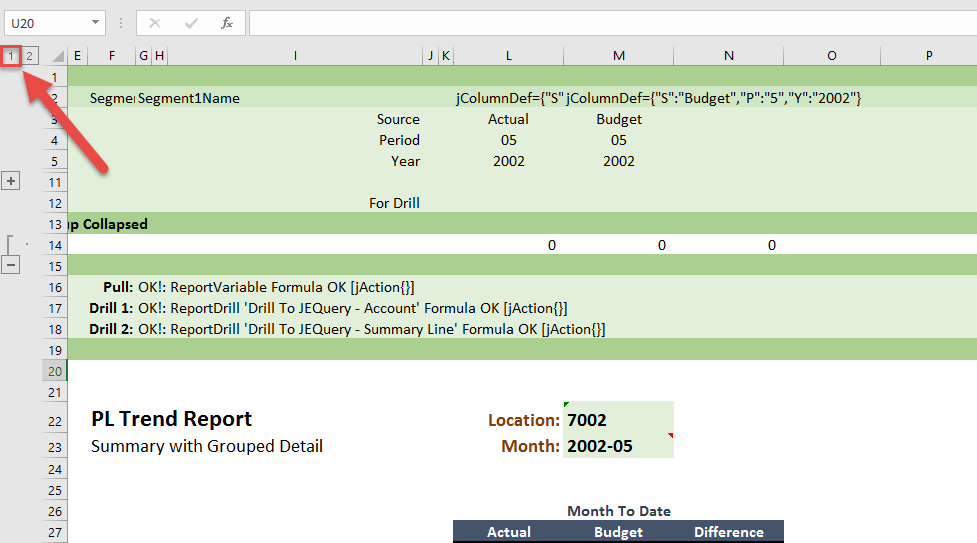 U20 fx
1 2 E F G H I J K L M N O P
1
2 Segmer Segment1Name jColumnDef={"S" jColumnDef={"S":"Budget","P":"5","Y":"2002"}
3 Source Actual Budget
4 Period 05 05
5 Year 2002 2002
11
12 For Drill
13 up Collapsed
14 0 0 0
15
16 Pull: OK!: ReportVariable Formula OK [jAction{}]
17 Drill 1: OK!: ReportDrill 'Drill To JEQuery - Account' Formula OK [jAction{}]
18 Drill 2: OK!: ReportDrill 'Drill To JEQuery - Summary Line' Formula OK [jAction{}]
19
20
21
22 PL Trend Report Location: 7002
23 Summary with Grouped Detail Month: 2002-05
24
25
26 Month To Date
27 Actual Budget Difference